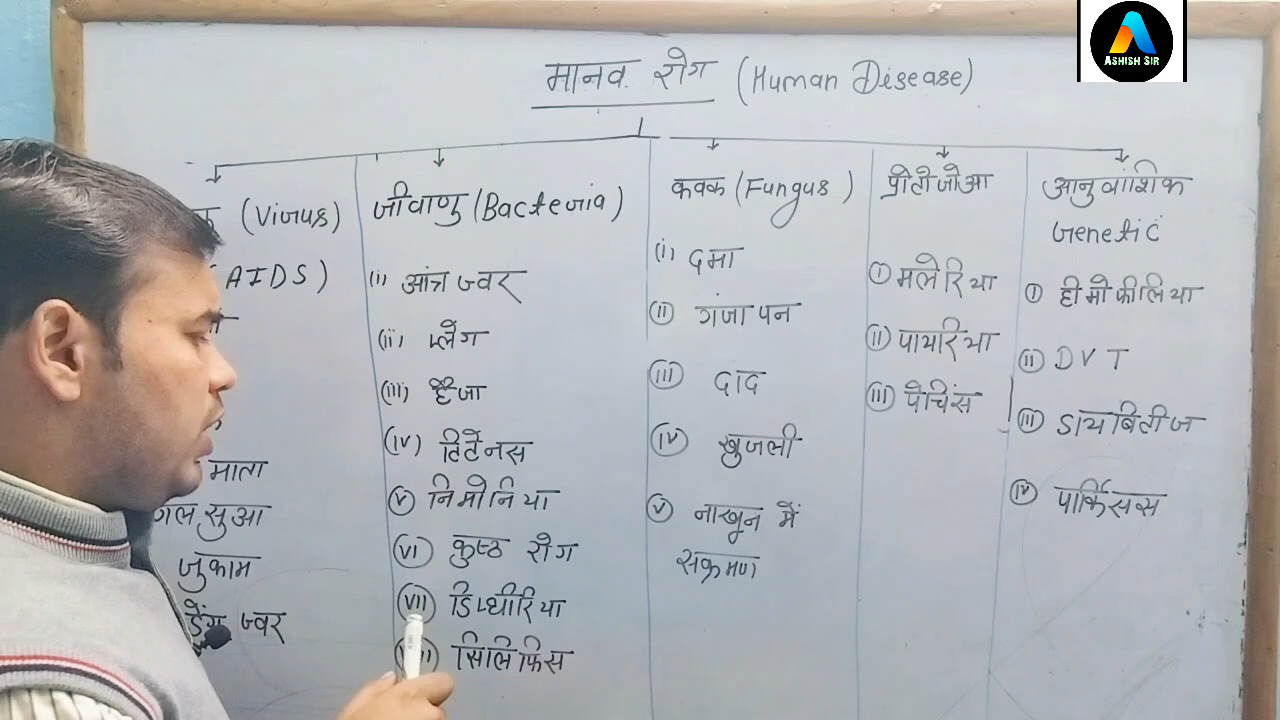 ASHISH SIR
मानव रोग (Human Disease)
(Virus)
(AIDS)
माता
गलसुआ
जुकाम
डेंगू ज्वर
जीवाणु (Bacteria)
(i) आंत्र ज्वर
(ii) प्लेग
(iii) हैजा
(iv) टिटेनस
(V) निमोनिया
(VI) कुष्ठ रोग
(VII) डिप्थीरिया
सिलिफिस
कवक (Fungus)
(i) दमा
(II) गंजापन
(III) दाद
(IV) खुजली
(V) नाखून में
संक्रमण
प्रोटोजोआ
(I) मलेरिया
(II) पायरिया
(III) पेचिंस
आनुवांशिक
Genetic
(I) हीमोफीलिया
(II) DVT
(III) डायबिटीज
(IV) पार्किसंस